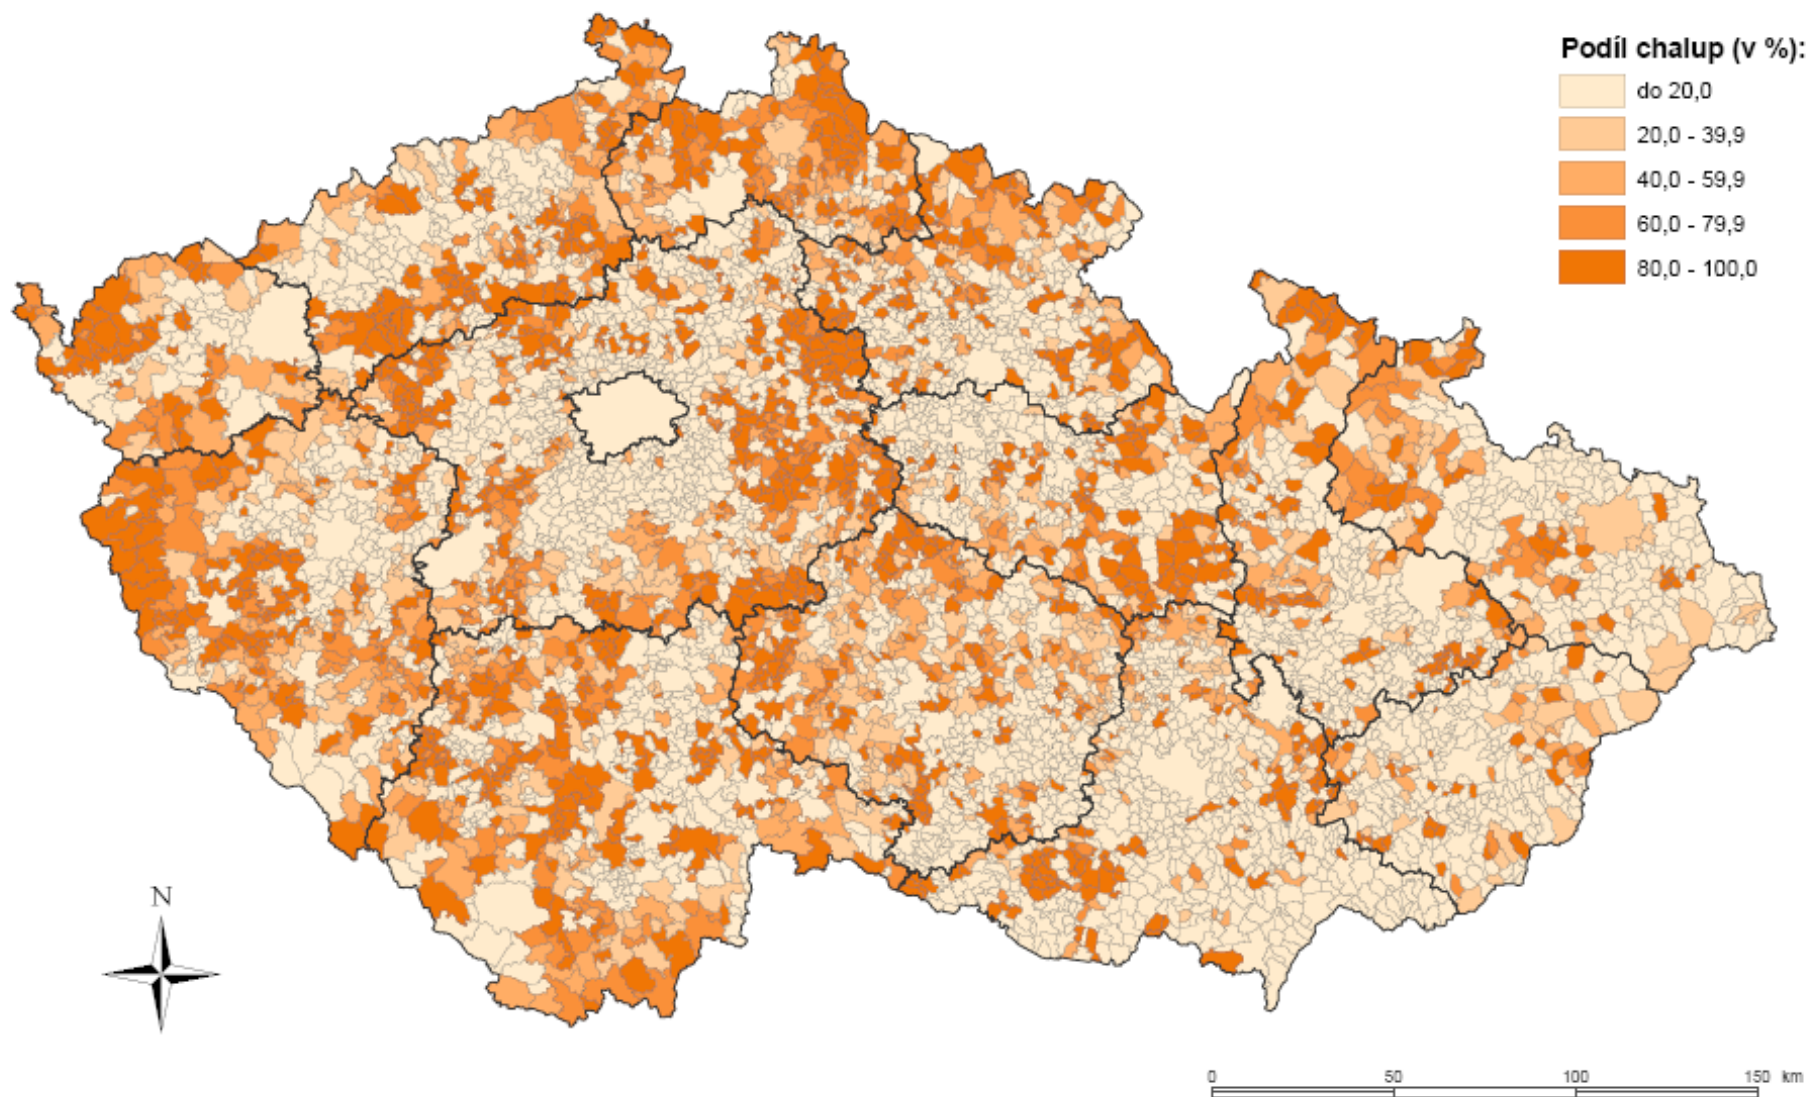 Podíl chalup (v %):
do 20,0
20,0 - 39,9
40,0 - 59,9
60,0 - 79,9
80,0 - 100,0
N
0 50 100 150 km